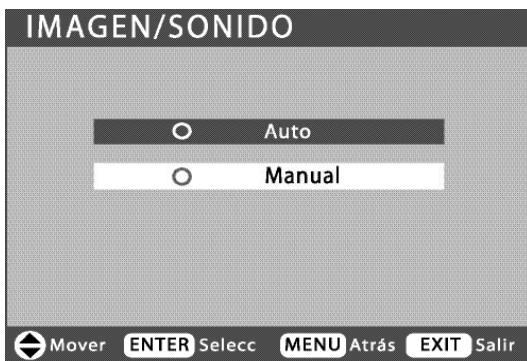 IMAGEN/SONIDO
Auto
Manual
Mover ENTER Selecc MENU Atrás EXIT Salir